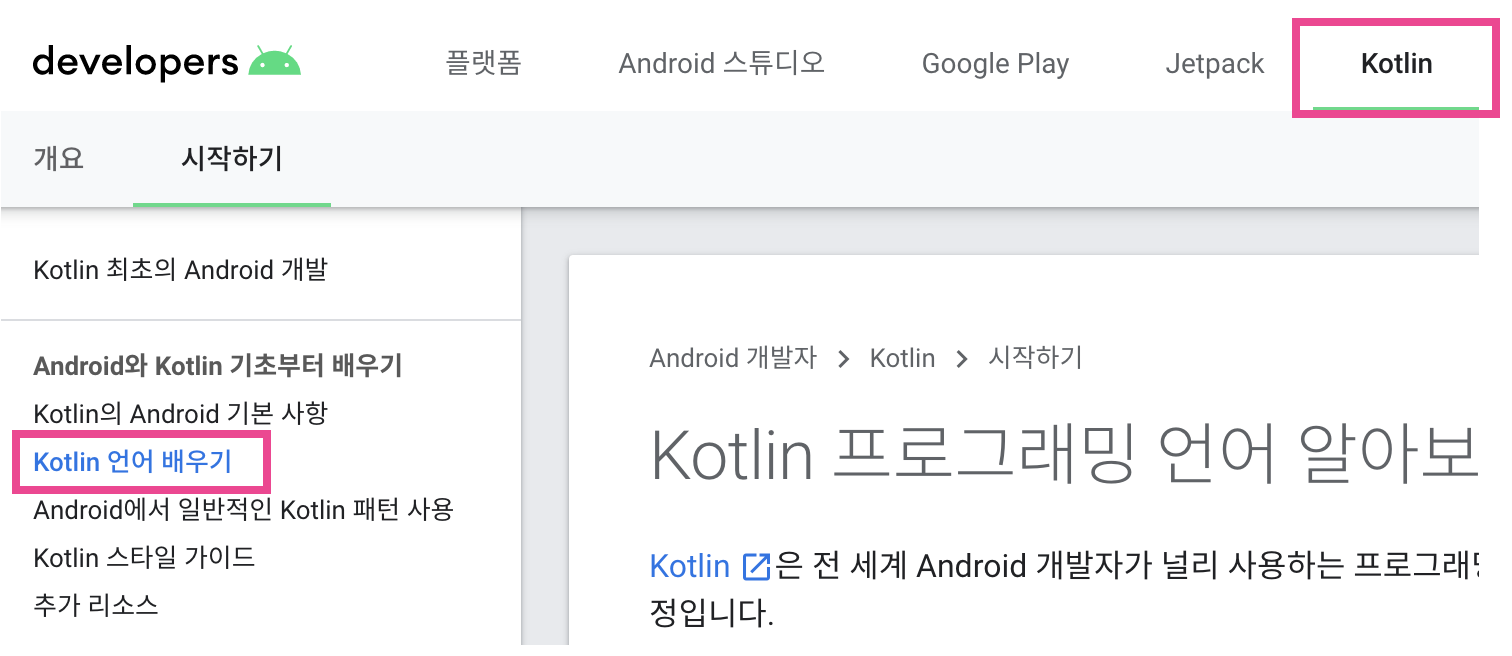 developers 플랫폼 Android 스튜디오 Google Play Jetpack Kotlin
개요 시작하기
Kotlin 최초의 Android 개발
Android와 Kotlin 기초부터 배우기
Kotlin의 Android 기본 사항
Kotlin 언어 배우기
Android에서 일반적인 Kotlin 패턴 사용
Kotlin 스타일 가이드
추가 리소스
Android 개발자 > Kotlin > 시작하기
Kotlin 프로그래밍 언어 알아보
Kotlin 은 전 세계 Android 개발자가 널리 사용하는
정입니다.